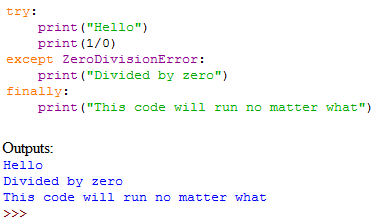 try:
    print("Hello")
    print(1/0)
except ZeroDivisionError:
    print("Divided by zero")
finally:
    print("This code will run no matter what")
Outputs:
Hello
Divided by zero
This code will run no matter what
>>>